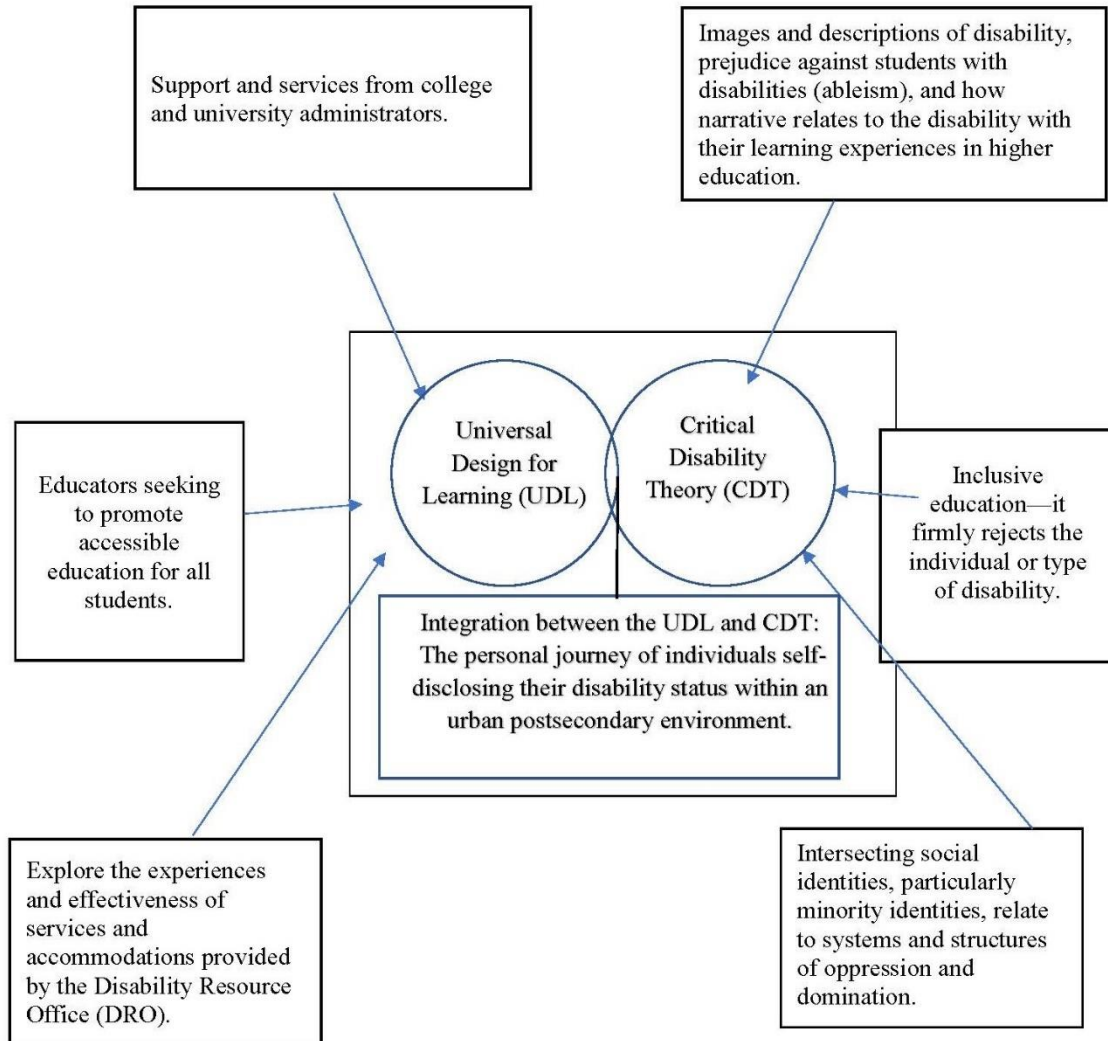 Support and services from college
and university administrators.
Images and descriptions of disability,
prejudice against students with
disabilities (ableism), and how
narrative relates to the disability with
their learning experiences in higher
education.
Universal
Design for
Learning (UDL)
Critical
Disability
Theory (CDT)
Educators seeking
to promote
accessible
education for all
students.
Inclusive
education—it
firmly rejects the
individual or type
of disability.
Integration between the UDL and CDT:
The personal journey of individuals self-
disclosing their disability status within an
urban postsecondary environment.
Explore the experiences
and effectiveness of
services and
accommodations provided
by the Disability Resource
Office (DRO).
Intersecting social
identities, particularly
minority identities, relate
to systems and structures
of oppression and
domination.